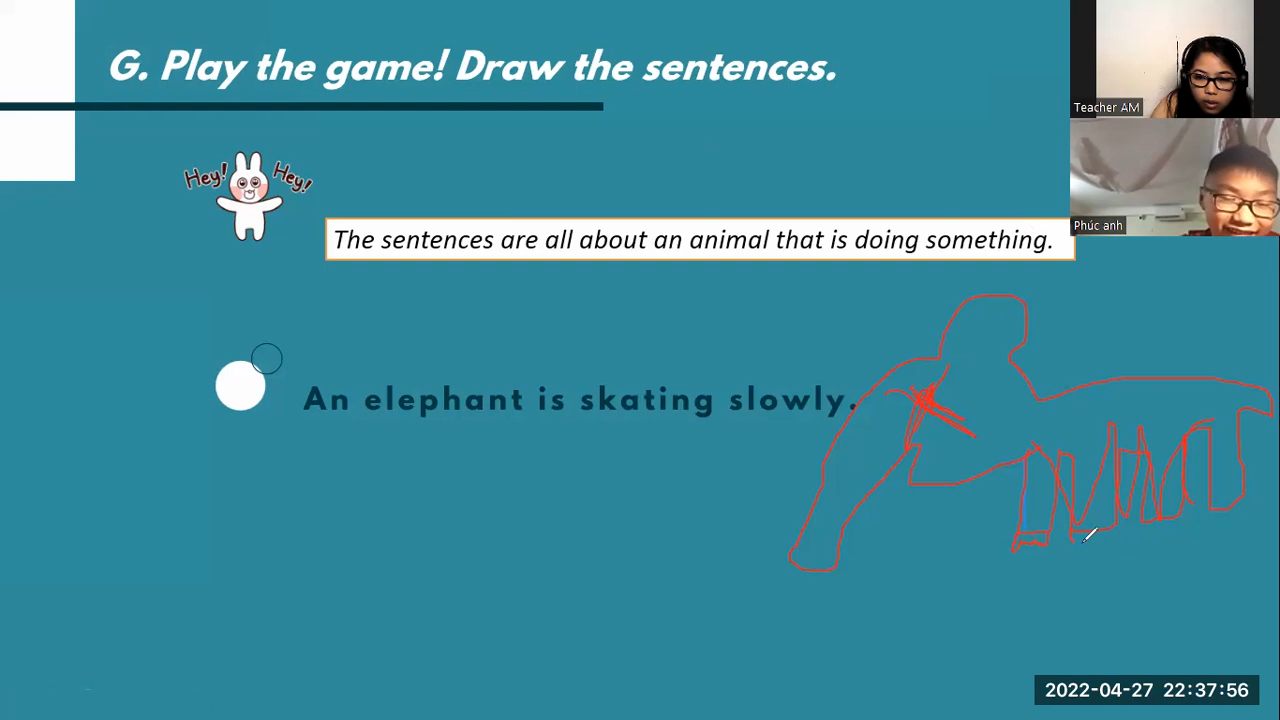 G. Play the game! Draw the sentences.
Teacher AM
Hey! Hey!
Phúc anh
The sentences are all about an animal that is doing something.
An elephant is skating slowly.
2022-04-27 22:37:56